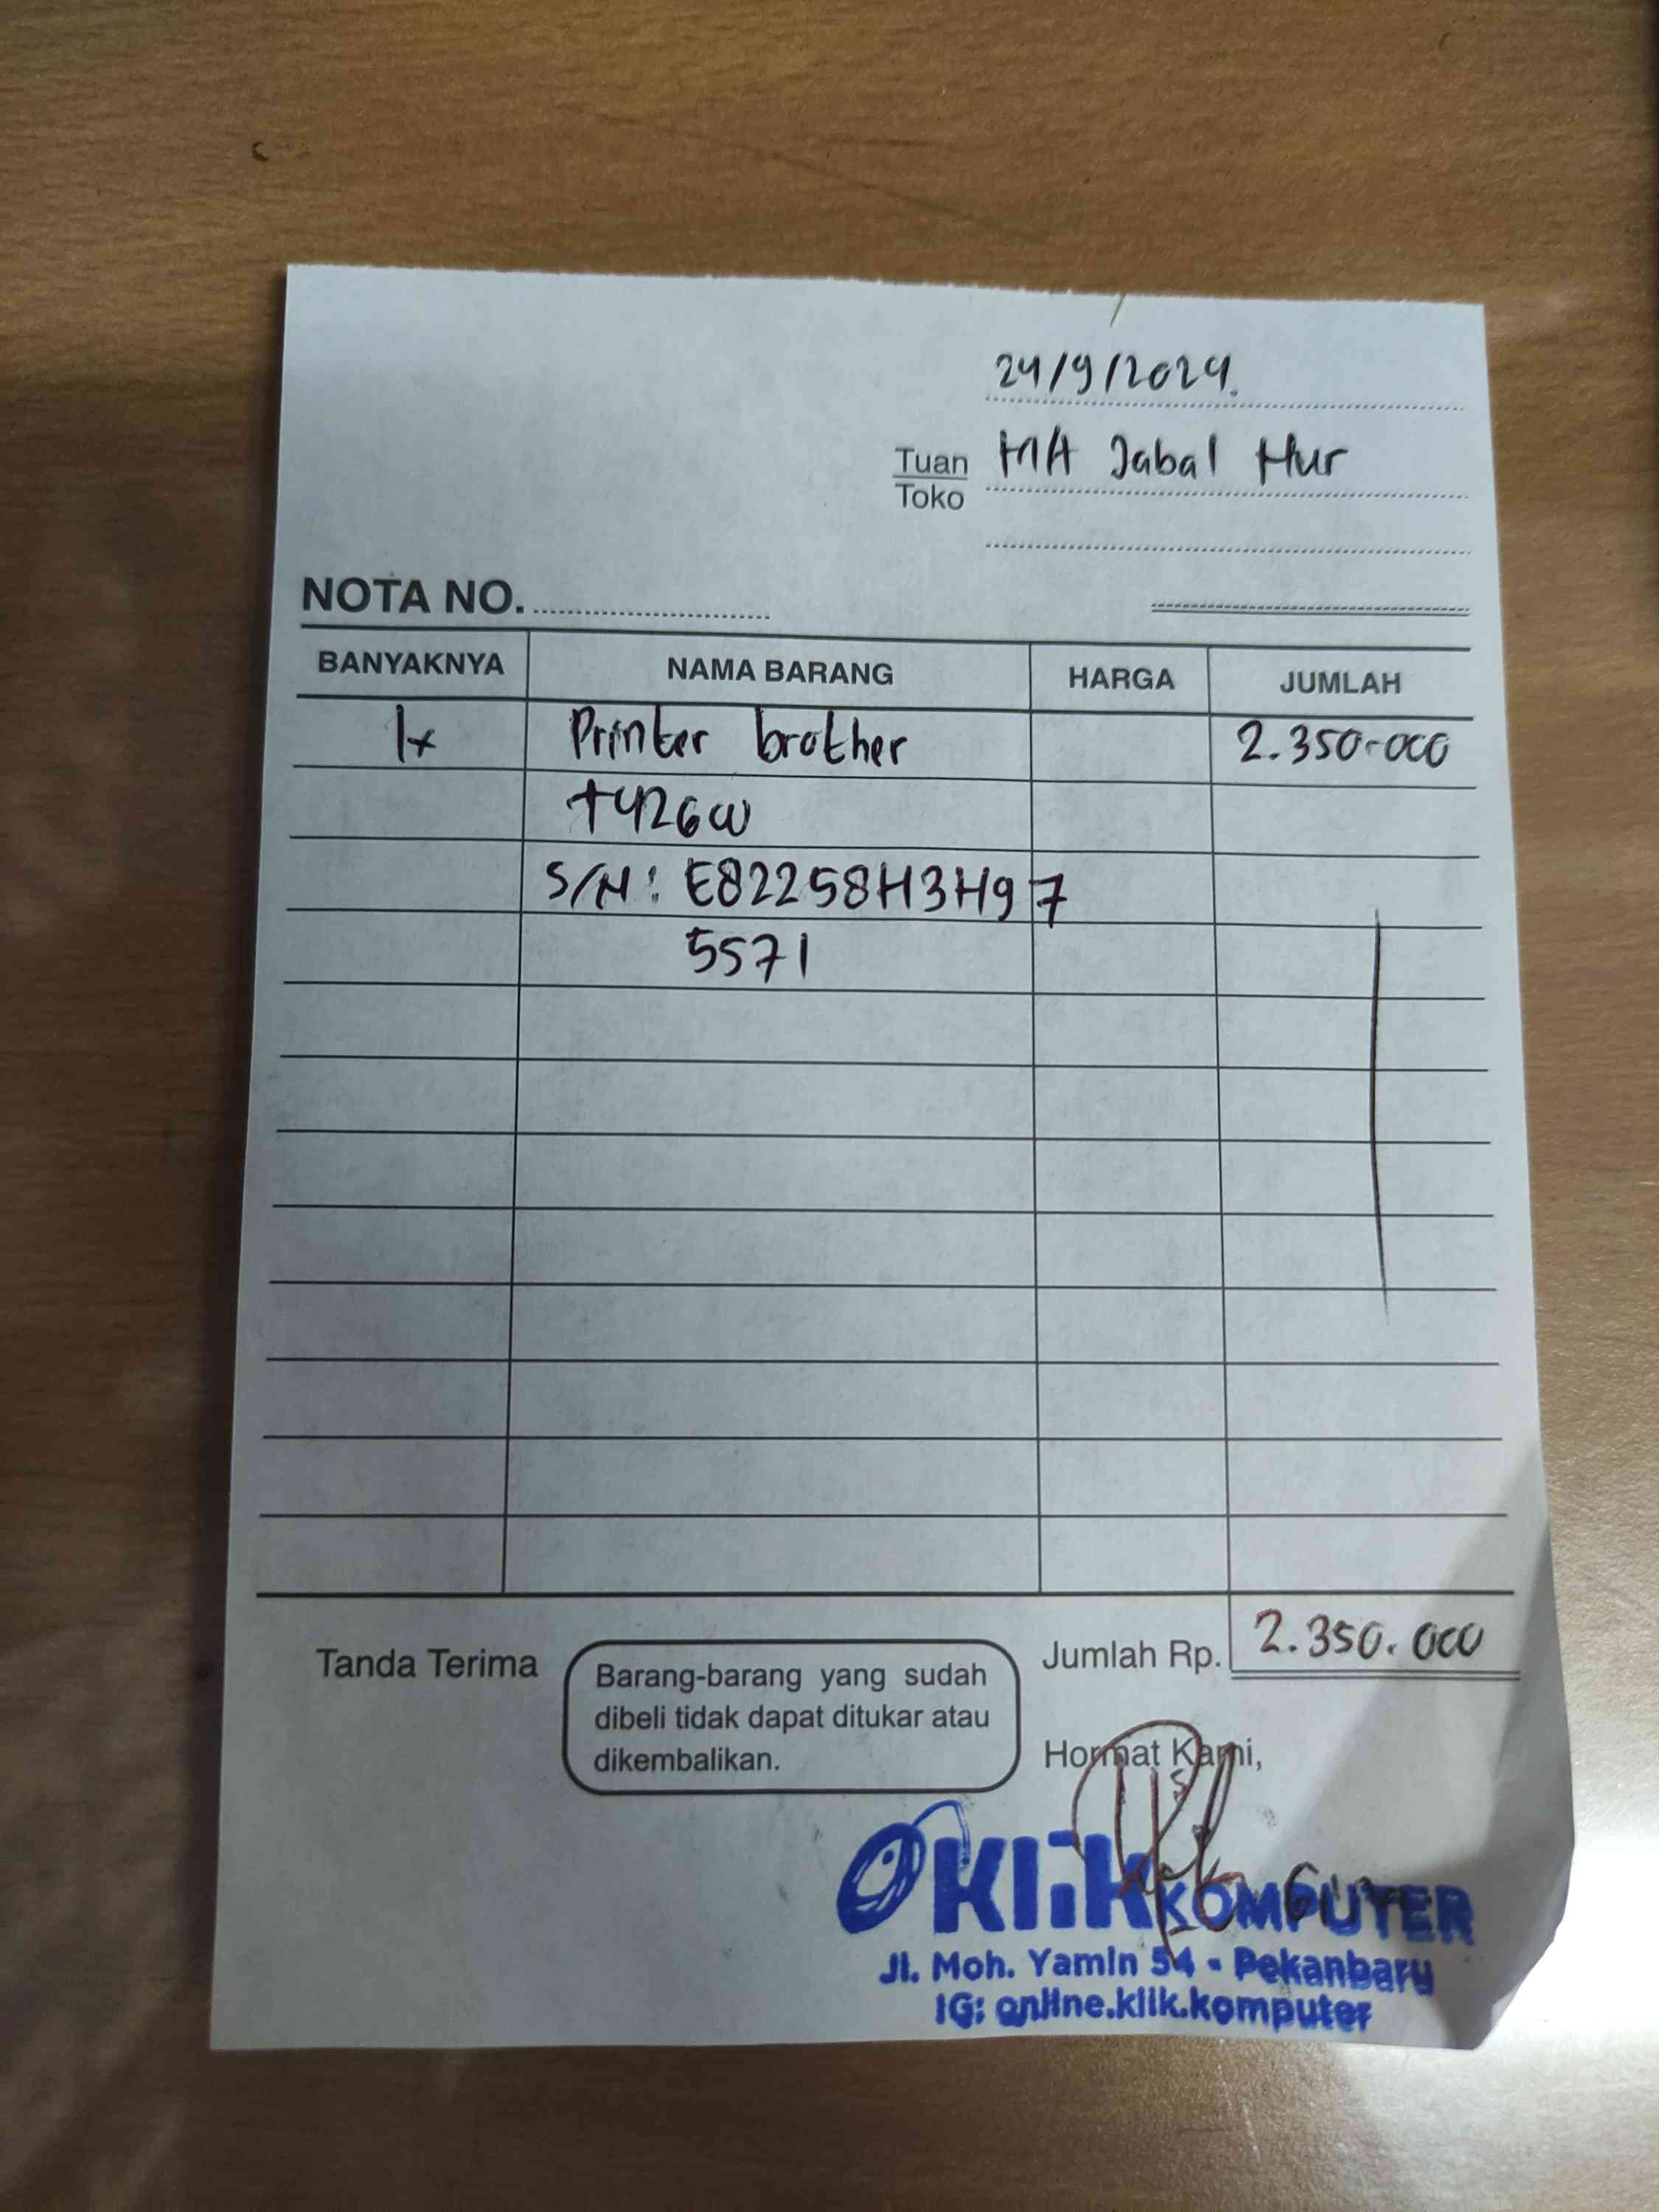 24/9/2024
Tuan MA Jabal Nur
Toko
NOTA NO.
BANYAKNYA NAMA BARANG HARGA JUMLAH
1x Printer brother 2.350.000
T426W
S/N: E82258H3H97
5571
Tanda Terima
Barang-barang yang sudah
dibeli tidak dapat ditukar atau
dikembalikan.
Jumlah Rp. 2.350.000
Hormat Kami,
Klik KOMPUTER
Jl. Moh. Yamin 54 - Pekanbaru
IG: online.klik.komputer